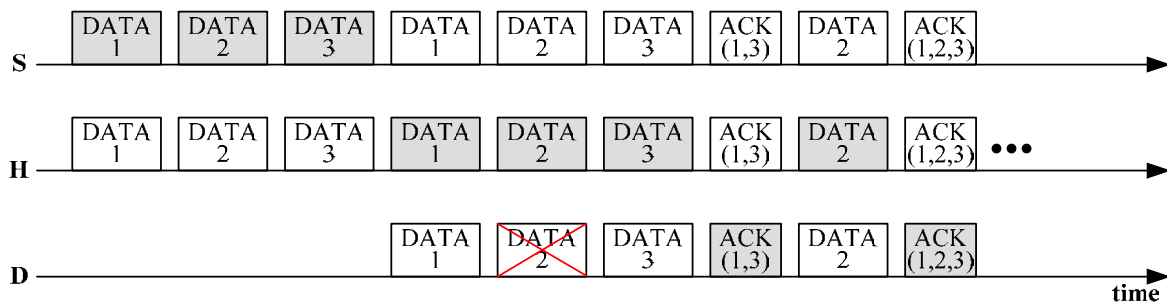 DATA DATA DATA DATA DATA DATA ACK DATA ACK
1 2 3 1 2 3 (1,3) 2 (1,2,3)
S
DATA DATA DATA DATA DATA DATA ACK DATA ACK
1 2 3 1 2 3 (1,3) 2 (1,2,3)
H
DATA DATA DATA ACK DATA ACK
1 2 3 (1,3) 2 (1,2,3)
D
time